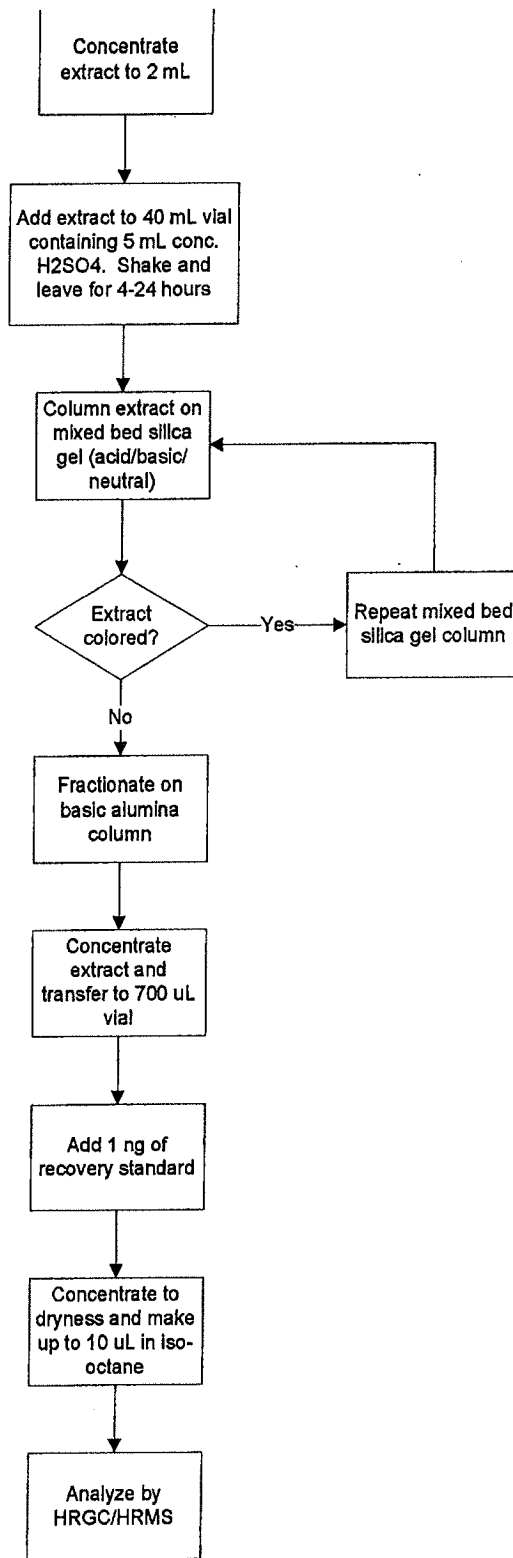 Concentrate
extract to 2 mL
Add extract to 40 mL vial
containing 5 mL conc.
H2SO4. Shake and
leave for 4-24 hours
Column extract on
mixed bed silica
gel (acid/basic/
neutral)
Extract
colored?
Yes
Repeat mixed bed
silica gel column
No
Fractionate on
basic alumina
column
Concentrate
extract and
transfer to 700 uL
vial
Add 1 ng of
recovery standard
Concentrate to
dryness and make
up to 10 uL in iso-
octane
Analyze by
HRGC/HRMS